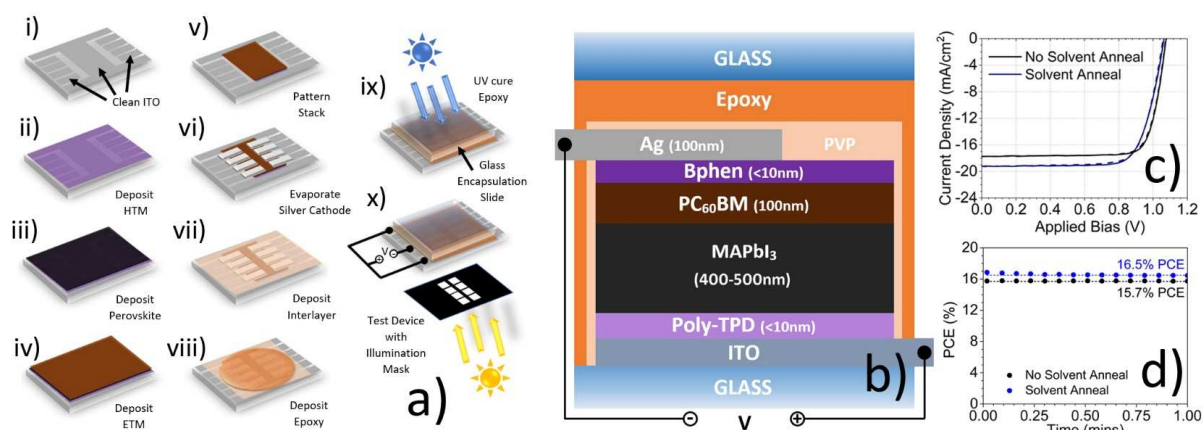 i)
Clean ITO
ii)
Deposit
HTM
iii)
Deposit
Perovskite
iv)
Deposit
ETM
v)
Pattern
Stack
vi)
Evaporate
Silver Cathode
vii)
Deposit
Interlayer
viii)
Deposit
Epoxy
ix)
UV cure
Epoxy
Glass
Encapsulation
Slide
x)
V
Test Device
with
Illumination
Mask
a)
GLASS
Epoxy
Ag (100nm)
PVP
Bphen (<10nm)
PC60BM (100nm)
MAPbI3
(400-500nm)
Poly-TPD (<10nm)
ITO
GLASS
b)
V
Current Density (mA/cm2)
0
-4
-8
-12
-16
-20
-24
No Solvent Anneal
Solvent Anneal
c)
0.0 0.2 0.4 0.6 0.8 1.0 1.2
Applied Bias (V)
PCE (%)
20
16
12
8
4
0
16.5% PCE
15.7% PCE
No Solvent Anneal
Solvent Anneal
d)
0.00 0.25 0.50 0.75 1.00
Time (mins)